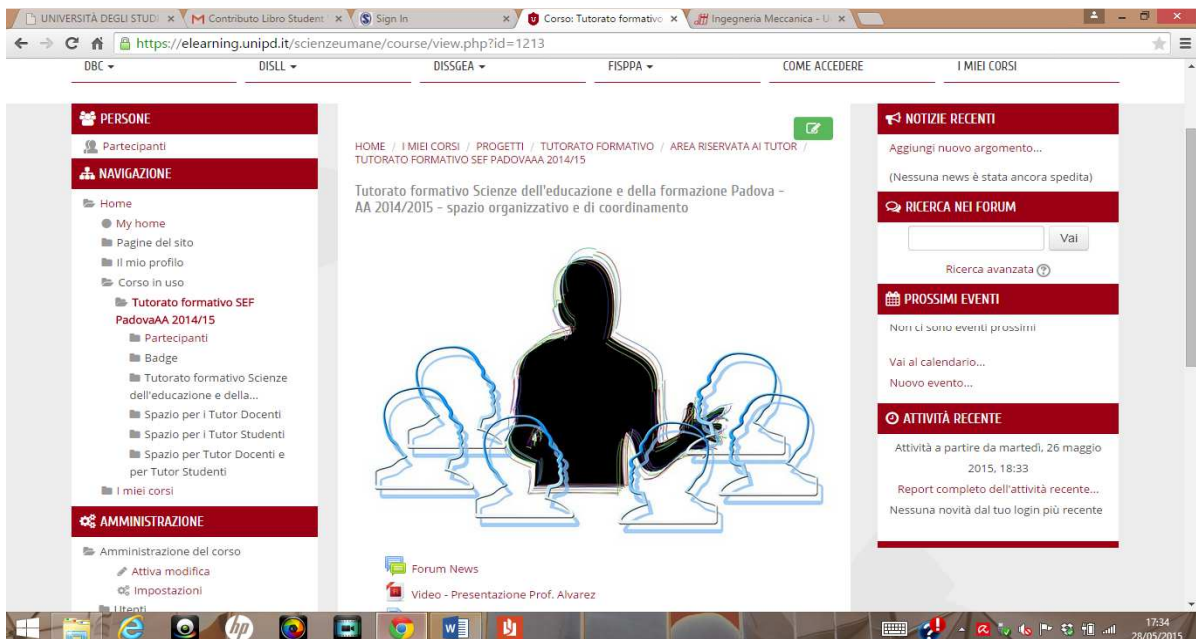 UNIVERSITÀ DEGLI STUDI
Contributo Libro Student
Sign In
Corso: Tutorato formativo
Ingegneria Meccanica - U
https://elearning.unipd.it/scienzeumane/course/view.php?id=1213
DBC
DISLL
DISSGEA
FISPPA
COME ACCEDERE
I MIEI CORSI
PERSONE
Partecipanti
NAVIGAZIONE
Home
My home
Pagine del sito
Il mio profilo
Corso in uso
Tutorato formativo SEF
PadovaAA 2014/15
Partecipanti
Badge
Tutorato formativo Scienze
dell'educazione e della...
Spazio per i Tutor Docenti
Spazio per i Tutor Studenti
Spazio per Tutor Docenti e
per Tutor Studenti
I miei corsi
AMMINISTRAZIONE
Amministrazione del corso
Attiva modifica
Impostazioni
Utenti
HOME / I MIEI CORSI / PROGETTI / TUTORATO FORMATIVO / AREA RISERVATA AI TUTOR /
TUTORATO FORMATIVO SEF PADOVAAA 2014/15
Tutorato formativo Scienze dell'educazione e della formazione Padova -
AA 2014/2015 - spazio organizzativo e di coordinamento
Forum News
Video - Presentazione Prof. Alvarez
NOTIZIE RECENTI
Aggiungi nuovo argomento...
(Nessuna news è stata ancora spedita)
RICERCA NEI FORUM
Vai
Ricerca avanzata
PROSSIMI EVENTI
Non ci sono eventi prossimi
Vai al calendario...
Nuovo evento...
ATTIVITÀ RECENTE
Attività a partire da martedì, 26 maggio
2015, 18:33
Report completo dell'attività recente...
Nessuna novità dal tuo login più recente
17:34
28/05/2015